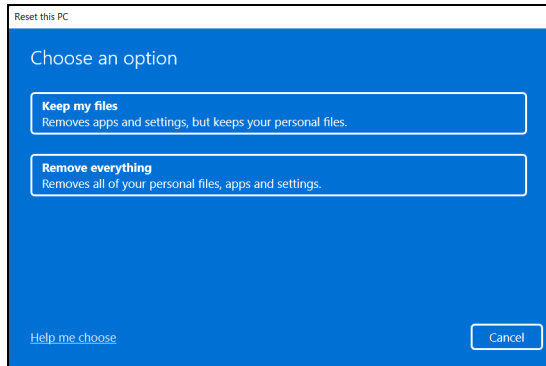 Reset this PC
Choose an option
Keep my files
Removes apps and settings, but keeps your personal files.
Remove everything
Removes all of your personal files, apps and settings.
Help me choose
Cancel